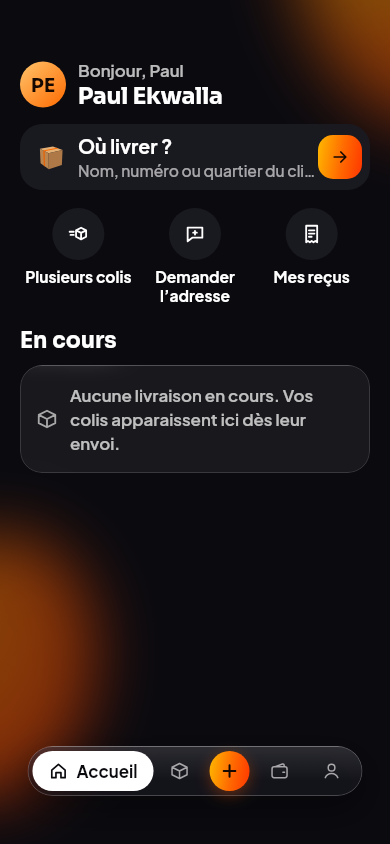 PE
Bonjour, Paul
Paul Ekwalla
Où livrer ?
Nom, numéro ou quartier du cli...
Plusieurs colis
Demander
l’adresse
Mes reçus
En cours
Aucune livraison en cours. Vos
colis apparaissent ici dès leur
envoi.
Accueil